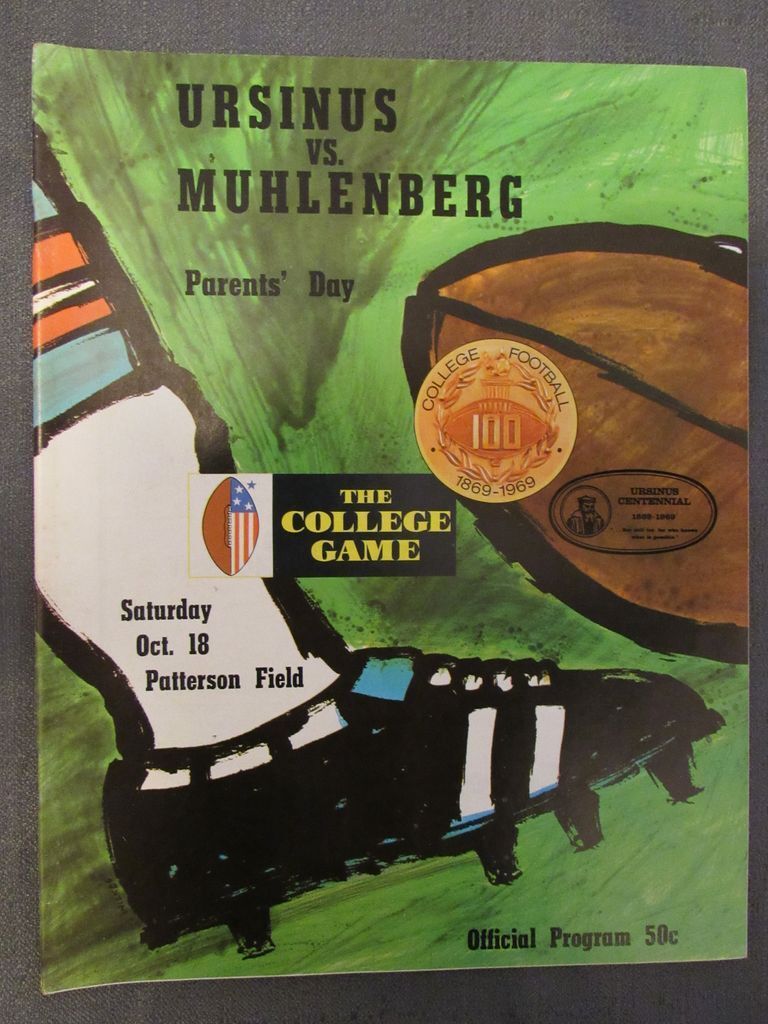 URSINUS
VS.
MUHLENBERG
Parents' Day
COLLEGE FOOTBALL
100
1869-1969
URSINUS
CENTENNIAL
1869-1969
THE
COLLEGE
GAME
Saturday
Oct. 18
Patterson Field
Official Program 50c